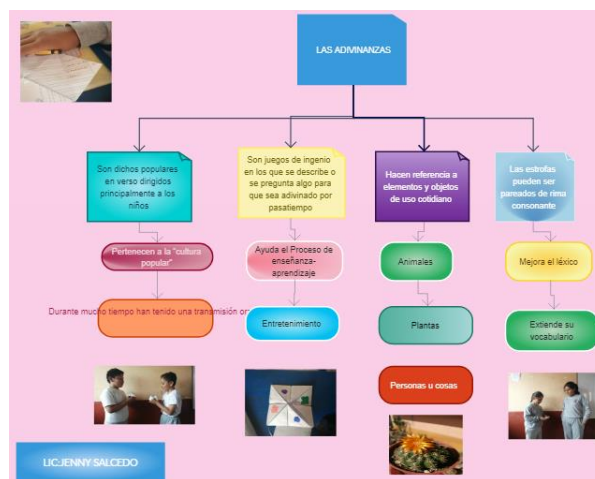 LAS ADIVINANZAS
Son dichos populares
en verso dirigidos
principalmente a los
niños
Son juegos de ingenio
en los que se describe o
se pregunta algo para
que sea adivinado por
pasatiempo
Hacen referencia a
elementos y objetos
de uso cotidiano
Las estrofas
pueden ser
pareados de rima
consonante
Pertenecen a la "cultura
popular"
Ayuda el Proceso de
enseñanza-
aprendizaje
Animales
Mejora el léxico
Durante mucho tiempo han tenido una transmisión
Entretenimiento
Plantas
Extiende su
vocabulario
Personas u cosas
LIC:JENNY SALCEDO